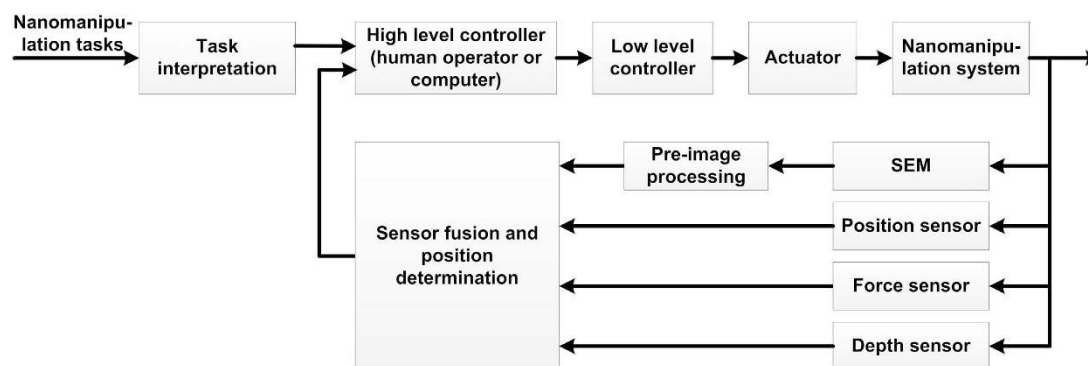 Nanomanipu-
lation tasks
Task
interpretation
High level controller
(human operator or
computer)
Low level
controller
Actuator
Nanomanipu-
lation system
Pre-image
processing
SEM
Sensor fusion and
position
determination
Position sensor
Force sensor
Depth sensor